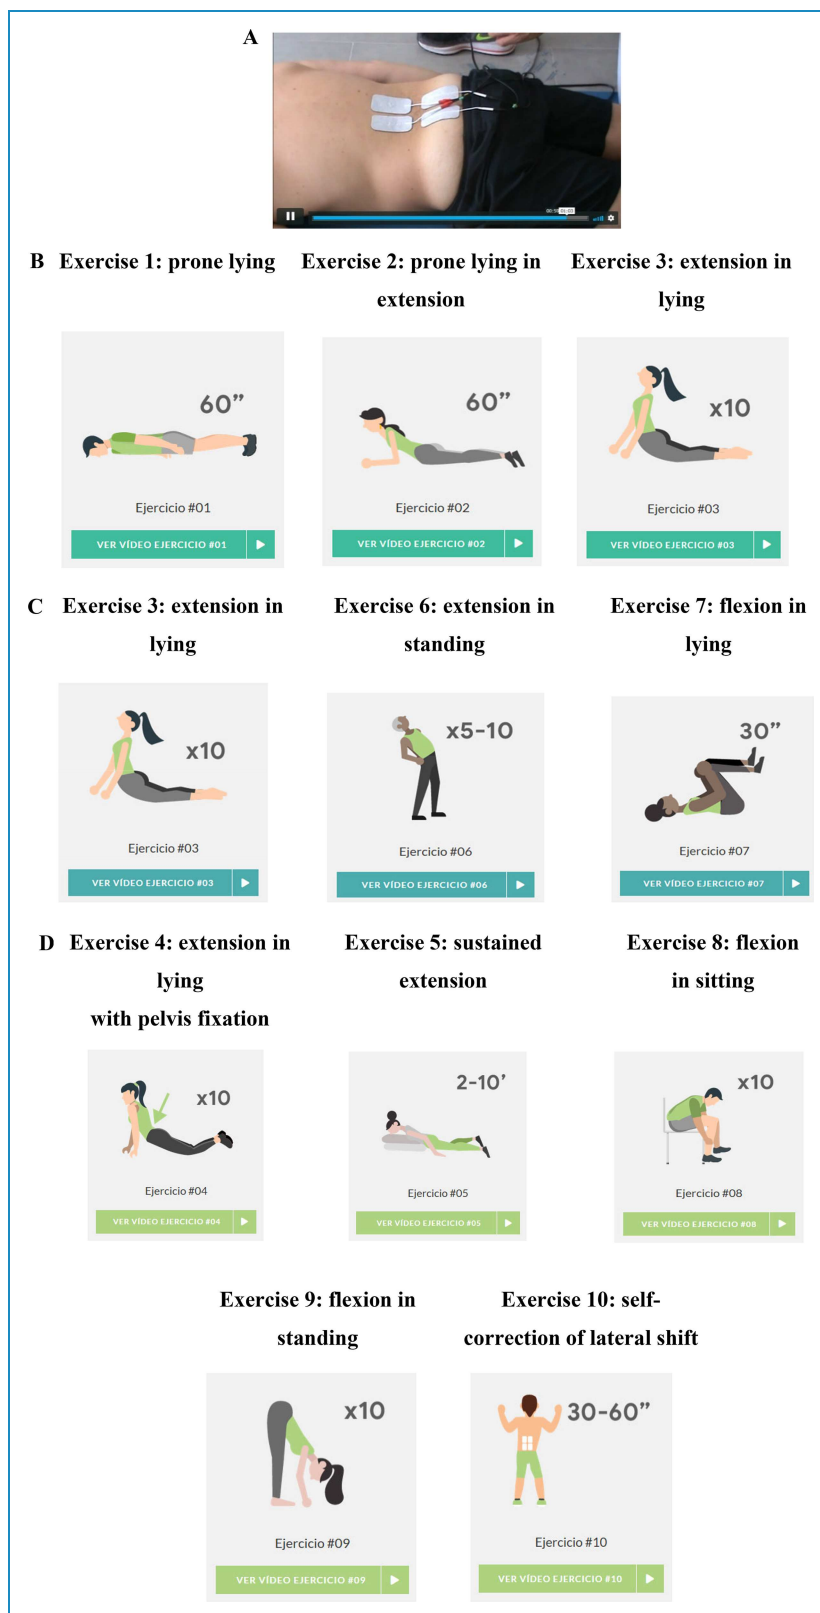 A
B Exercise 1: prone lying
Exercise 2: prone lying in
extension
Exercise 3: extension in
lying
60”
60”
x10
Ejercicio #01
Ejercicio #02
Ejercicio #03
VER VÍDEO EJERCICIO #01
VER VÍDEO EJERCICIO #02
VER VÍDEO EJERCICIO #03
C Exercise 3: extension in
lying
Exercise 6: extension in
standing
Exercise 7: flexion in
lying
x10
x5-10
30”
Ejercicio #03
Ejercicio #06
Ejercicio #07
VER VÍDEO EJERCICIO #03
VER VÍDEO EJERCICIO #06
VER VÍDEO EJERCICIO #07
D Exercise 4: extension in
lying
with pelvis fixation
Exercise 5: sustained
extension
Exercise 8: flexion
in sitting
x10
2-10’
x10
Ejercicio #04
Ejercicio #05
Ejercicio #08
VER VÍDEO EJERCICIO #04
VER VÍDEO EJERCICIO #05
VER VÍDEO EJERCICIO #08
Exercise 9: flexion in
standing
Exercise 10: self-
correction of lateral shift
x10
30-60”
Ejercicio #09
Ejercicio #10
VER VÍDEO EJERCICIO #09
VER VÍDEO EJERCICIO #10